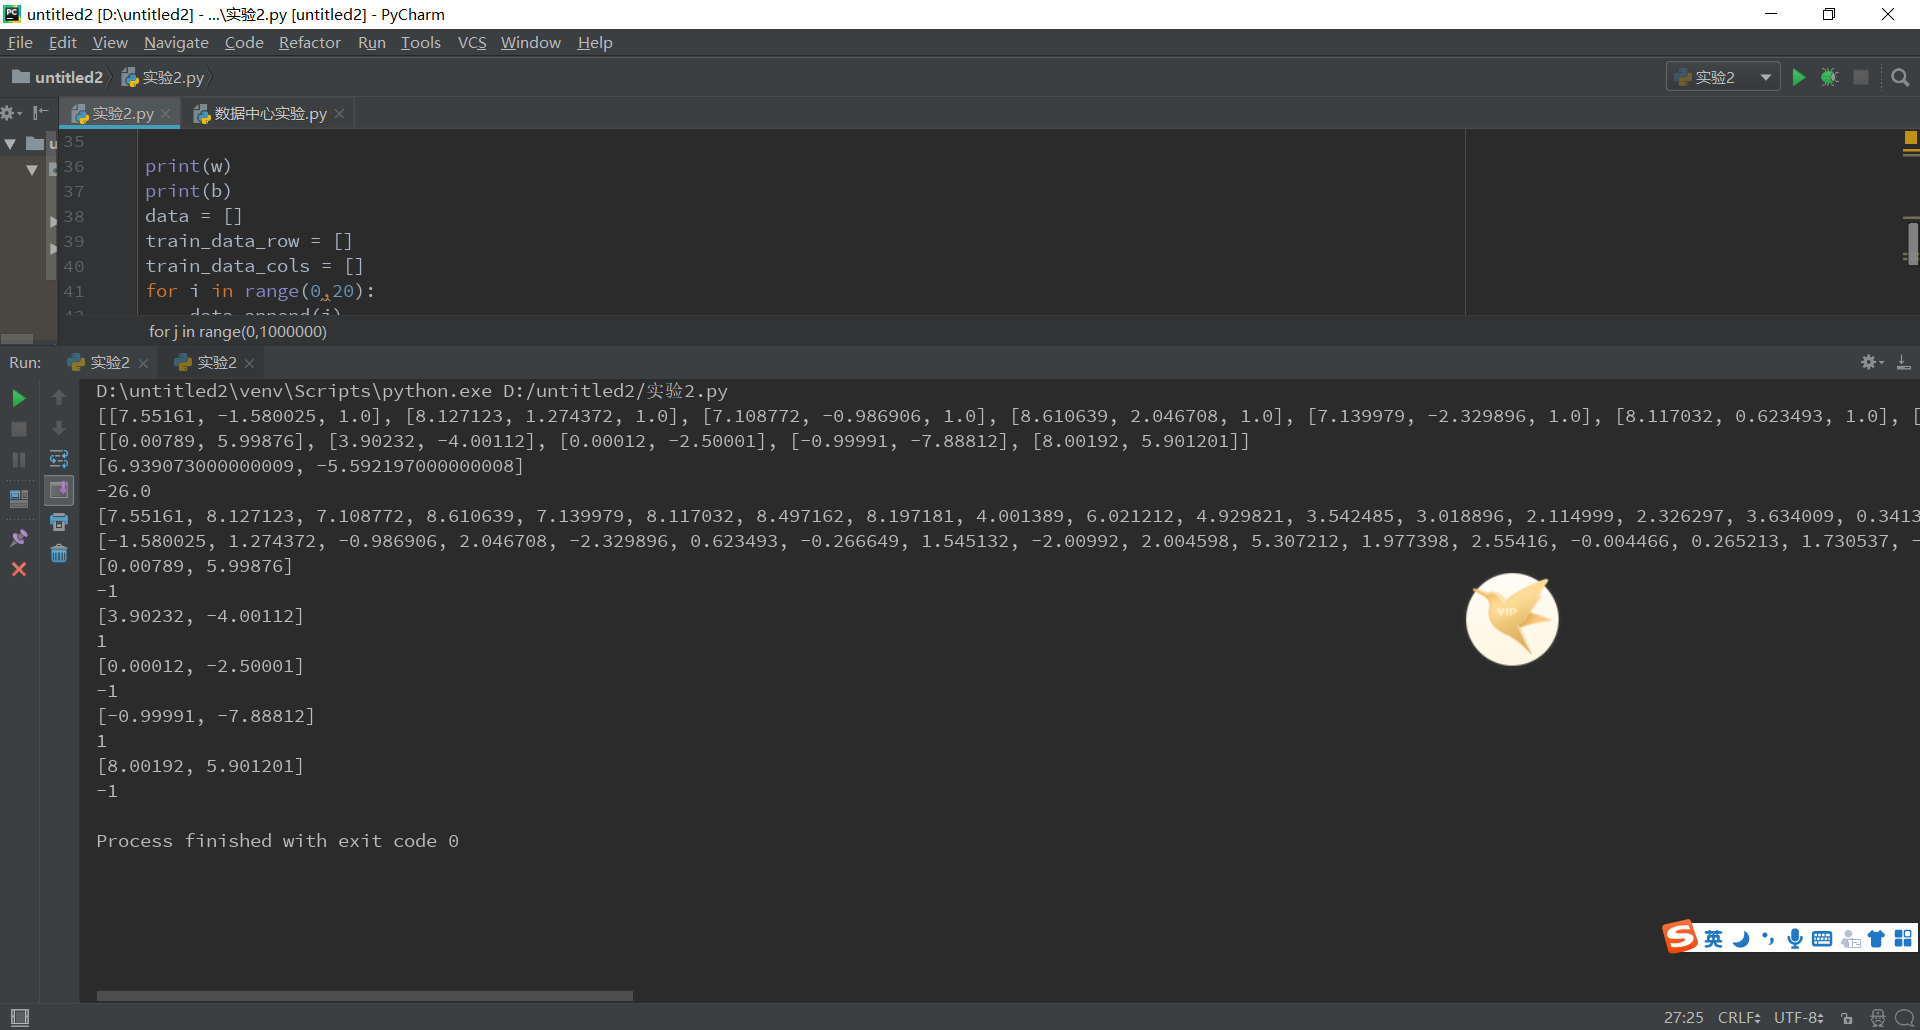 untitled2 [D:\untitled2] - ...\实验2.py [untitled2] - PyCharm
File Edit View Navigate Code Refactor Run Tools VCS Window Help
untitled2 实验2.py 实验2
实验2.py 数据中心实验.py
35
36 print(w)
37 print(b)
38 data = []
39 train_data_row = []
40 train_data_cols = []
41 for i in range(0,20):
42 data.append(i)
for j in range(0,1000000)
Run: 实验2 实验2
D:\untitled2\venv\Scripts\python.exe D:/untitled2/实验2.py
[[7.55161, -1.580025, 1.0], [8.127123, 1.274372, 1.0], [7.108772, -0.986906, 1.0], [8.610639, 2.046708, 1.0], [7.139979, -2.329896, 1.0], [8.117032, 0.623493, 1.0], [
[[0.00789, 5.99876], [3.90232, -4.00112], [0.00012, -2.50001], [-0.99991, -7.88812], [8.00192, 5.901201]]
[6.939073000000009, -5.592197000000008]
-26.0
[7.55161, 8.127123, 7.108772, 8.610639, 7.139979, 8.117032, 8.497162, 8.197181, 4.001389, 6.021212, 4.929821, 3.542485, 3.018896, 2.114999, 2.326297, 3.634009, 0.3413
[-1.580025, 1.274372, -0.986906, 2.046708, -2.329896, 0.623493, -0.266649, 1.545132, -2.00992, 2.004598, 5.307212, 1.977398, 2.55416, -0.004466, 0.265213, 1.730537, -
[0.00789, 5.99876]
-1
[3.90232, -4.00112]
1
[0.00012, -2.50001]
-1
[-0.99991, -7.88812]
1
[8.00192, 5.901201]
-1
Process finished with exit code 0
VIP
英
27:25 CRLF UTF-8